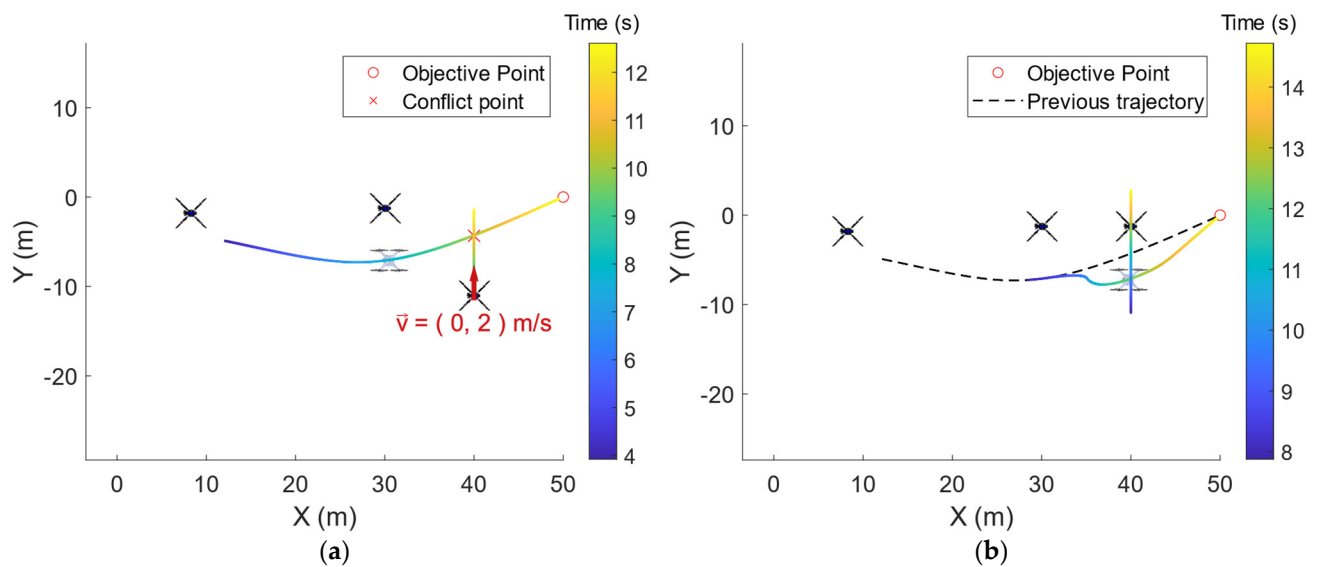 Time (s)
Objective Point
Conflict point
12
11
10
9
8
7
6
5
4
10
0
-10
-20
Y (m)
v⃗ = ( 0, 2 ) m/s
0
10
20
30
40
50
X (m)
(a)
Time (s)
Objective Point
Previous trajectory
14
13
12
11
10
9
8
10
0
-10
-20
Y (m)
0
10
20
30
40
50
X (m)
(b)